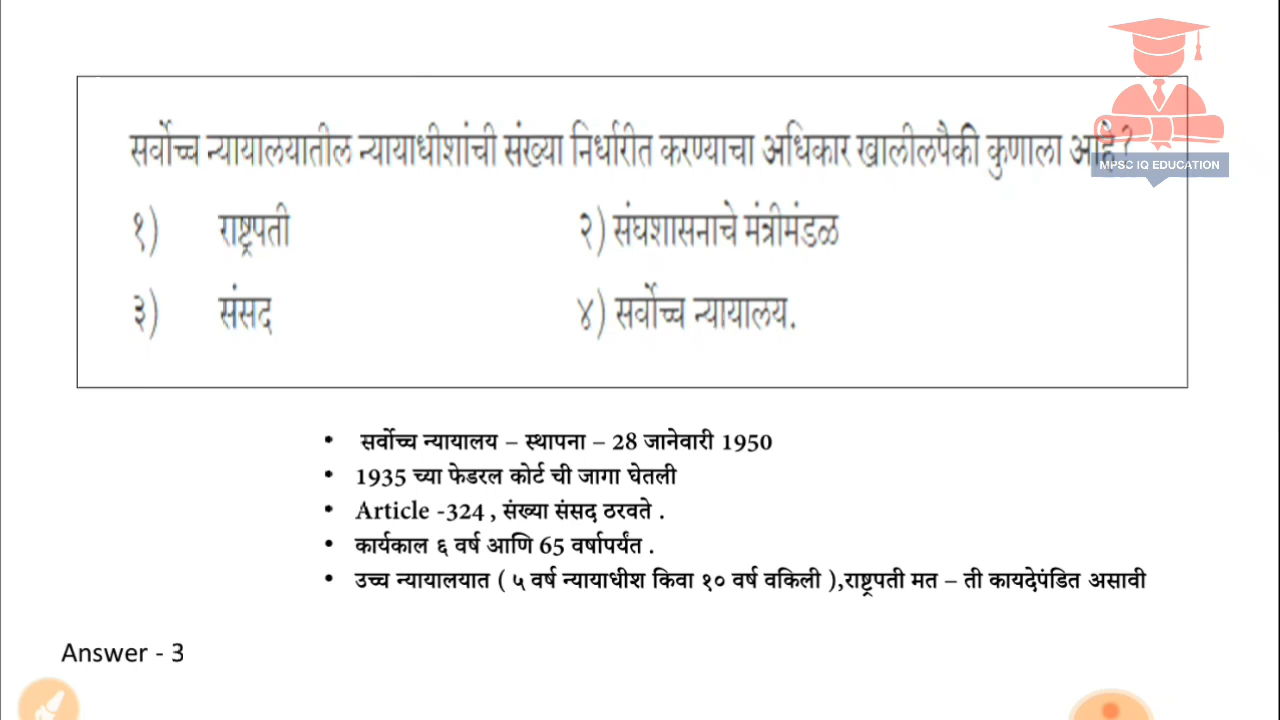 सर्वोच्च न्यायालयातील न्यायाधीशांची संख्या निर्धारीत करण्याचा अधिकार खालीलपैकी कुणाला आहे?
MPSC IQ EDUCATION
१) राष्ट्रपती २) संघशासनाचे मंत्रीमंडळ
३) संसद ४) सर्वोच्च न्यायालय.
• सर्वोच्च न्यायालय – स्थापना – 28 जानेवारी 1950
• 1935 च्या फेडरल कोर्ट ची जागा घेतली
• Article -324 , संख्या संसद ठरवते .
• कार्यकाल ६ वर्ष आणि 65 वर्षापर्यंत .
• उच्च न्यायालयात ( ५ वर्ष न्यायाधीश किवा १० वर्ष वकिली ),राष्ट्रपती मत – ती कायदेपंडित असावी
Answer - 3